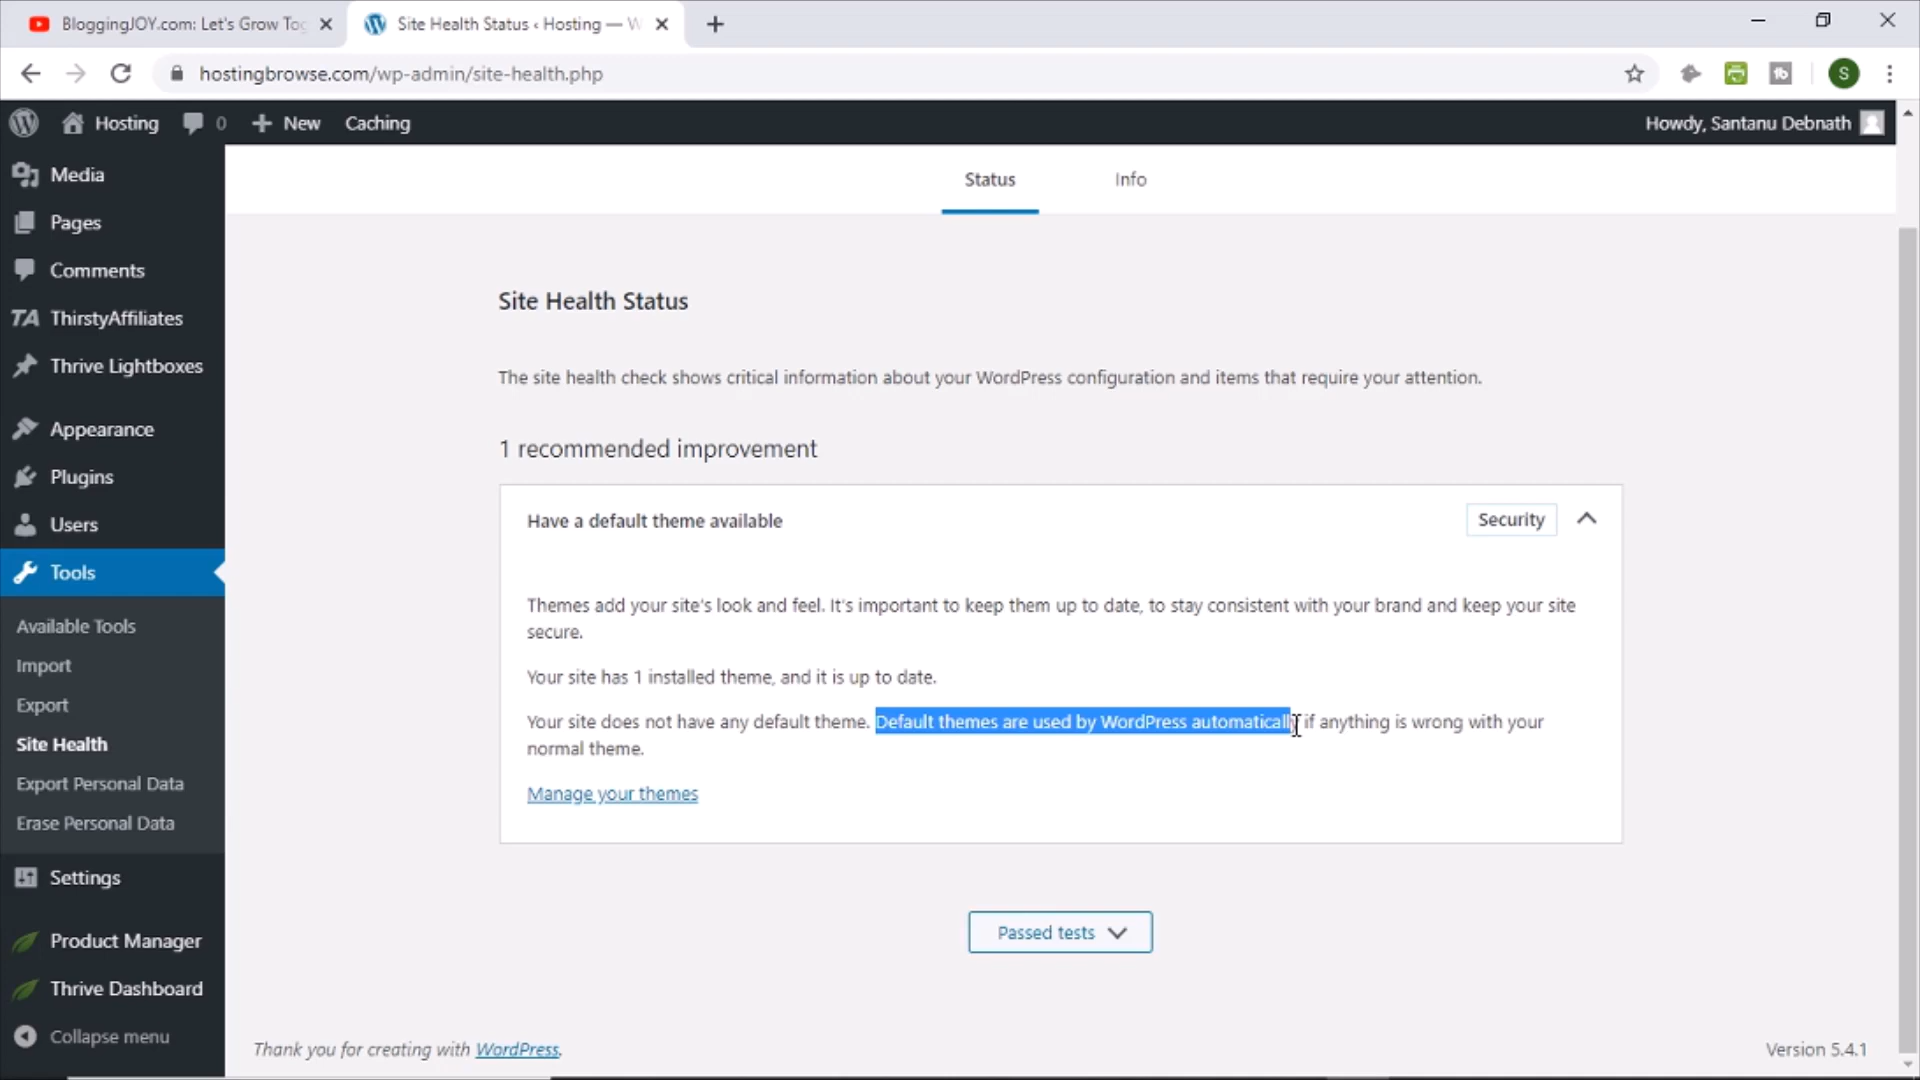 BloggingJOY.com: Let's Grow Tog
Site Health Status ‹ Hosting — W
hostingbrowse.com/wp-admin/site-health.php
S
Hosting
0
New
Caching
Howdy, Santanu Debnath
Media
Pages
Comments
TA ThirstyAffiliates
Thrive Lightboxes
Appearance
Plugins
Users
Tools
Available Tools
Import
Export
Site Health
Export Personal Data
Erase Personal Data
Settings
Product Manager
Thrive Dashboard
Collapse menu
Status
Info
Site Health Status
The site health check shows critical information about your WordPress configuration and items that require your attention.
1 recommended improvement
Have a default theme available
Security
Themes add your site's look and feel. It's important to keep them up to date, to stay consistent with your brand and keep your site
secure.
Your site has 1 installed theme, and it is up to date.
Your site does not have any default theme. Default themes are used by WordPress automatically if anything is wrong with your
normal theme.
Manage your themes
Passed tests
Thank you for creating with WordPress.
Version 5.4.1